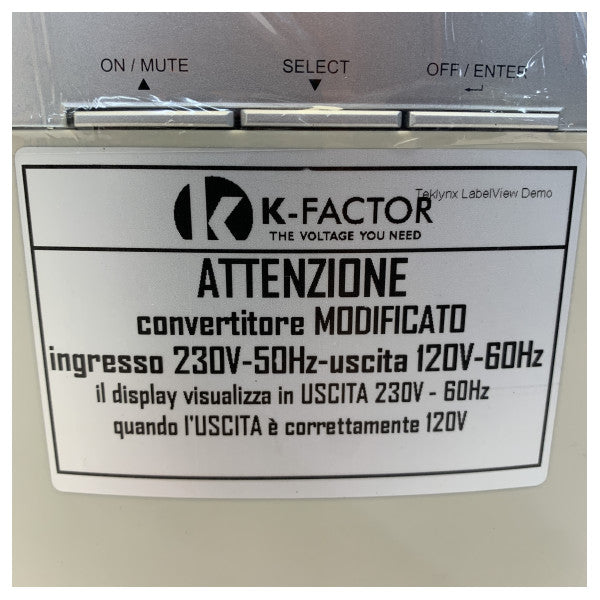 ON / MUTE SELECT OFF / ENTER
▲ ▼ ↵
Teklynx LabelView Demo
K K-FACTOR
THE VOLTAGE YOU NEED
ATTENZIONE
convertitore MODIFICATO
ingresso 230V-50Hz-uscita 120V-60Hz
il display visualizza in USCITA 230V - 60Hz
quando l'USCITA è correttamente 120V